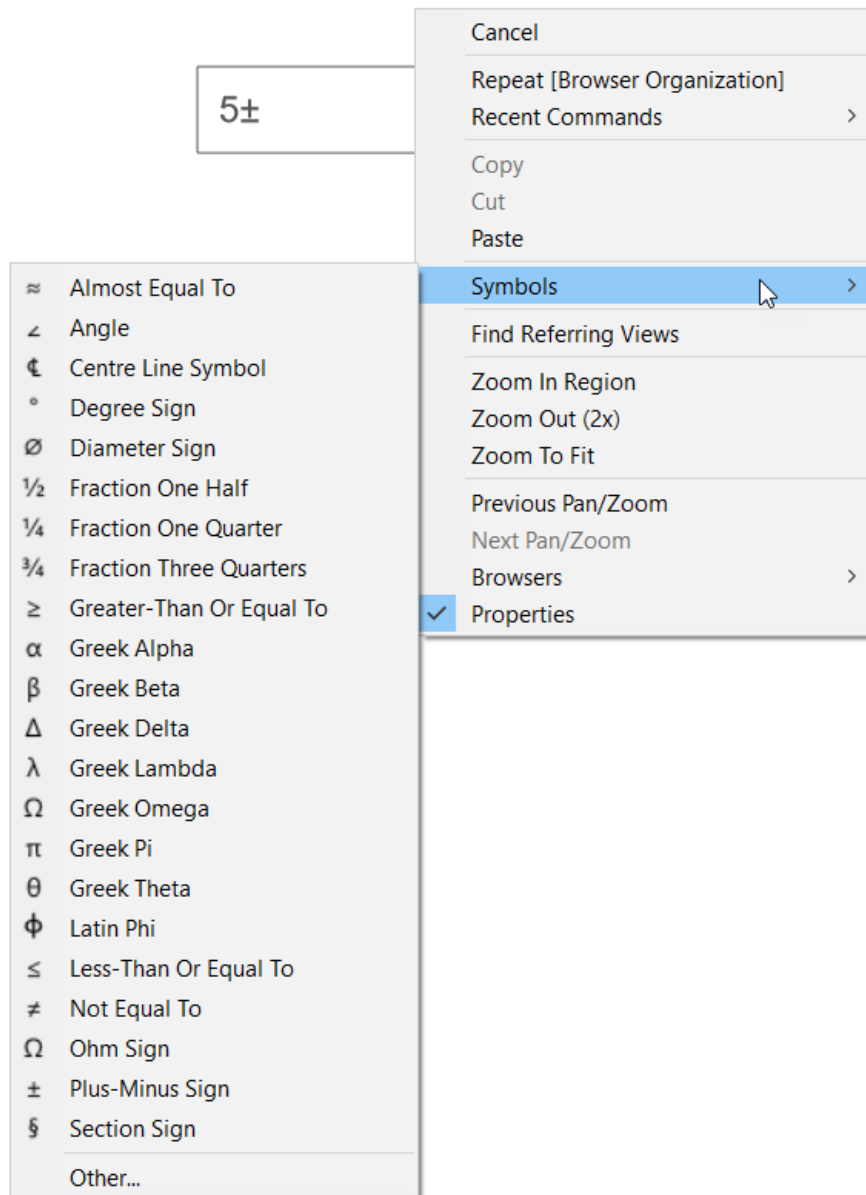 Cancel
5±
Repeat [Browser Organization]
Recent Commands
Copy
Cut
Paste
Symbols
Find Referring Views
Zoom In Region
Zoom Out (2x)
Zoom To Fit
Previous Pan/Zoom
Next Pan/Zoom
Browsers
Properties
≈ Almost Equal To
∠ Angle
℄ Centre Line Symbol
° Degree Sign
Ø Diameter Sign
½ Fraction One Half
¼ Fraction One Quarter
¾ Fraction Three Quarters
≥ Greater-Than Or Equal To
α Greek Alpha
β Greek Beta
Δ Greek Delta
λ Greek Lambda
Ω Greek Omega
π Greek Pi
θ Greek Theta
ɸ Latin Phi
≤ Less-Than Or Equal To
≠ Not Equal To
Ω Ohm Sign
± Plus-Minus Sign
§ Section Sign
Other...